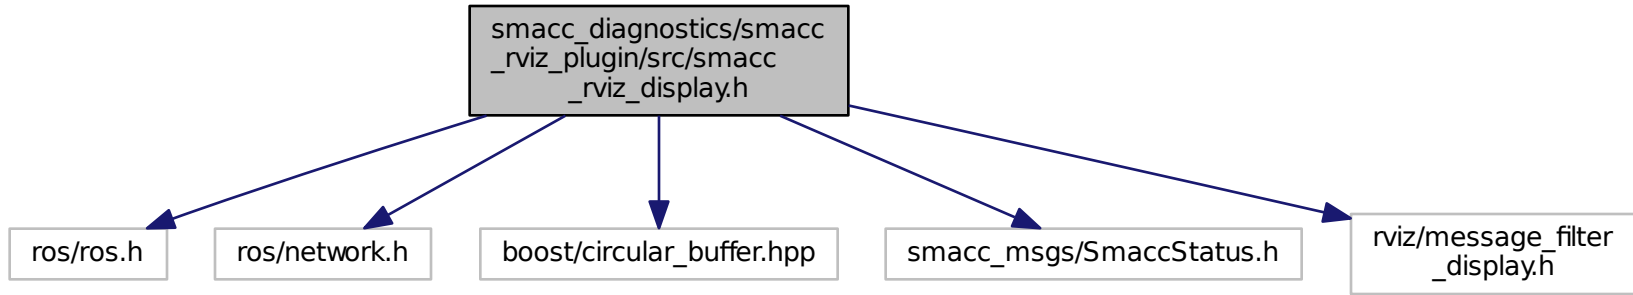 smacc_diagnostics/smacc
_rviz_plugin/src/smacc
_rviz_display.h
ros/ros.h
ros/network.h
boost/circular_buffer.hpp
smacc_msgs/SmaccStatus.h
rviz/message_filter
_display.h